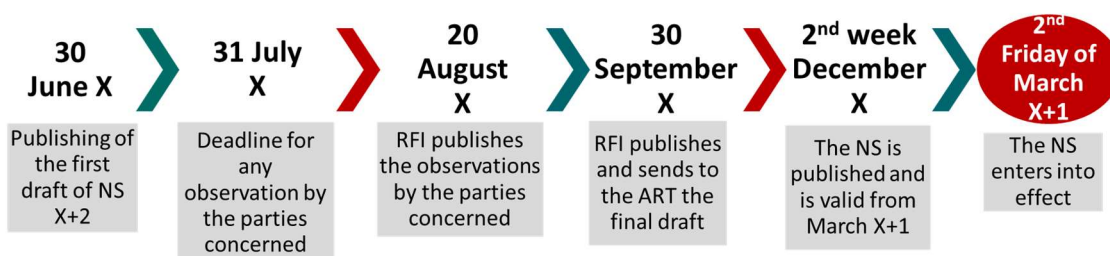 30
June X
Publishing of
the first
draft of NS
X+2
31 July
X
Deadline for
any
observation by
the parties
concerned
20
August
X
RFI publishes
the observations
by the parties
concerned
30
September
X
RFI publishes
and sends to
the ART the
final draft
2nd week
December
X
The NS is
published and
is valid from
March X+1
2nd
Friday of
March
X+1
The NS
enters into
effect